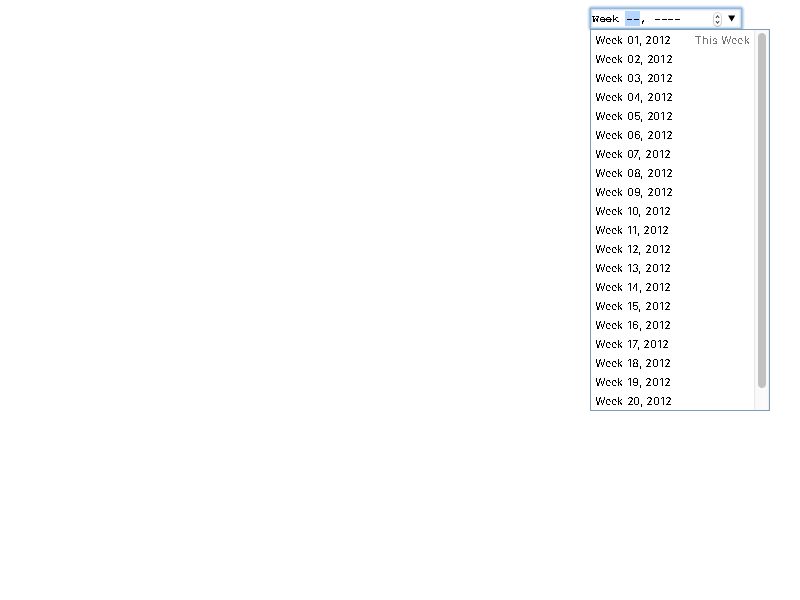 Week --, ----
Week 01, 2012 This Week
Week 02, 2012
Week 03, 2012
Week 04, 2012
Week 05, 2012
Week 06, 2012
Week 07, 2012
Week 08, 2012
Week 09, 2012
Week 10, 2012
Week 11, 2012
Week 12, 2012
Week 13, 2012
Week 14, 2012
Week 15, 2012
Week 16, 2012
Week 17, 2012
Week 18, 2012
Week 19, 2012
Week 20, 2012